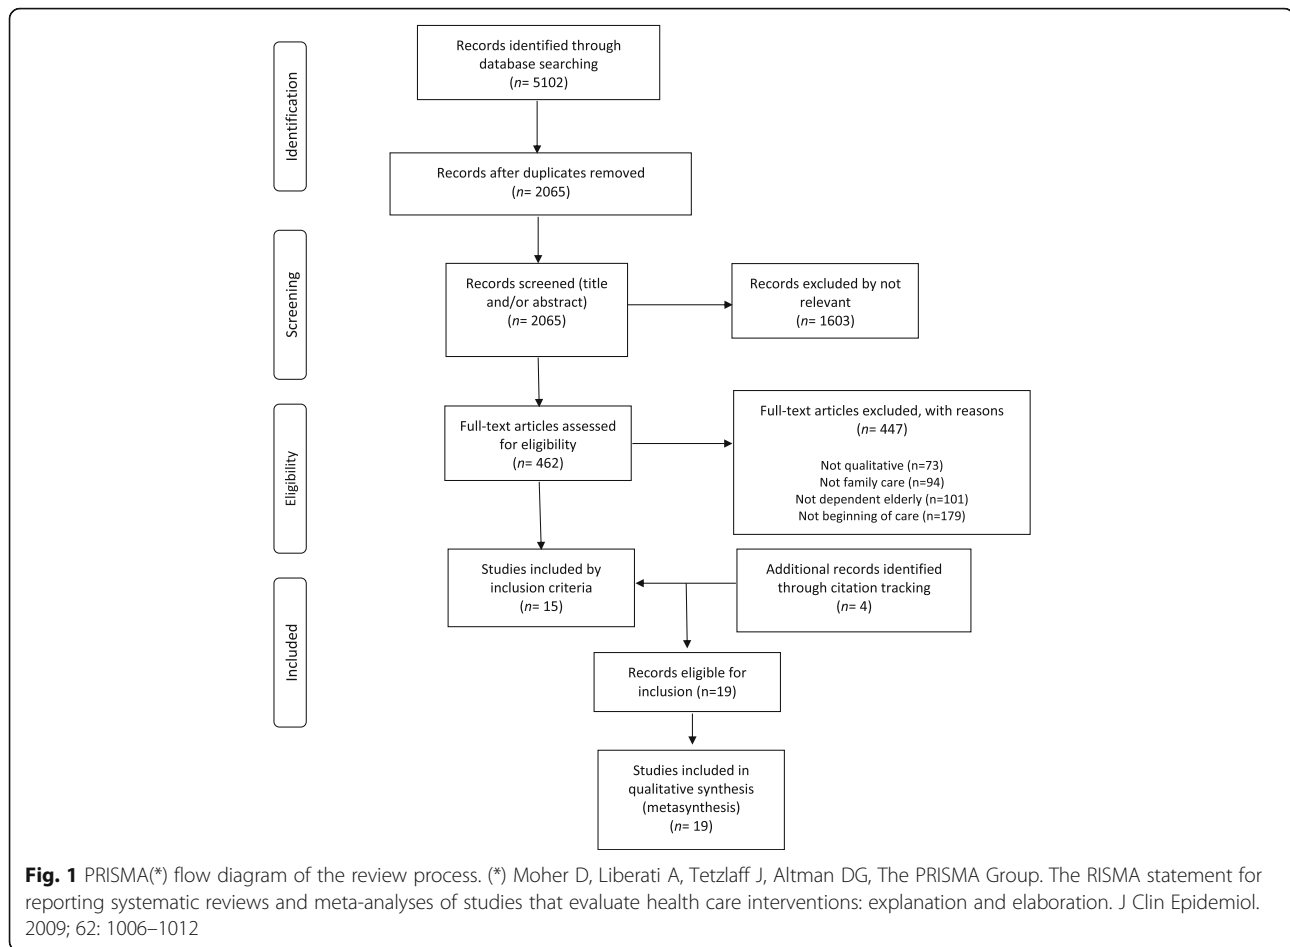 Identification
Records identified through
database searching
(n= 5102)
Records after duplicates removed
(n= 2065)
Screening
Records screened (title
and/or abstract)
(n= 2065)
Records excluded by not
relevant
(n= 1603)
Eligibility
Full-text articles assessed
for eligibility
(n= 462)
Full-text articles excluded, with reasons
(n= 447)
Not qualitative (n=73)
Not family care (n=94)
Not dependent elderly (n=101)
Not beginning of care (n=179)
Included
Studies included by
inclusion criteria
(n= 15)
Additional records identified
through citation tracking
(n= 4)
Records eligible for
inclusion (n=19)
Studies included in
qualitative synthesis
(metasynthesis)
(n= 19)
Fig. 1 PRISMA(*) flow diagram of the review process. (*) Moher D, Liberati A, Tetzlaff J, Altman DG, The PRISMA Group. The RISMA statement for
reporting systematic reviews and meta-analyses of studies that evaluate health care interventions: explanation and elaboration. J Clin Epidemiol.
2009; 62: 1006–1012